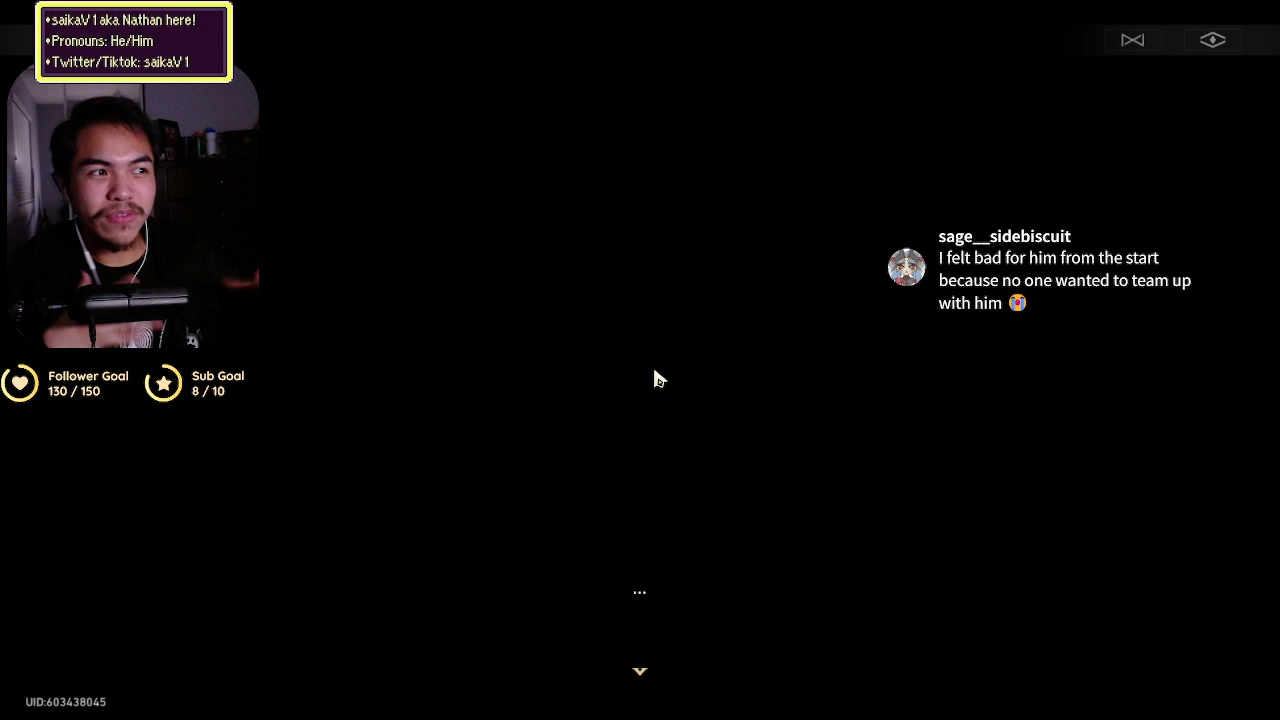 •saikaV1 aka Nathan here!
•Pronouns: He/Him
•Twitter/Tiktok: saikaV1
sage__sidebiscuit
I felt bad for him from the start
because no one wanted to team up
with him 😭
Follower Goal
130 / 150
Sub Goal
8 / 10
...
UID:603438045